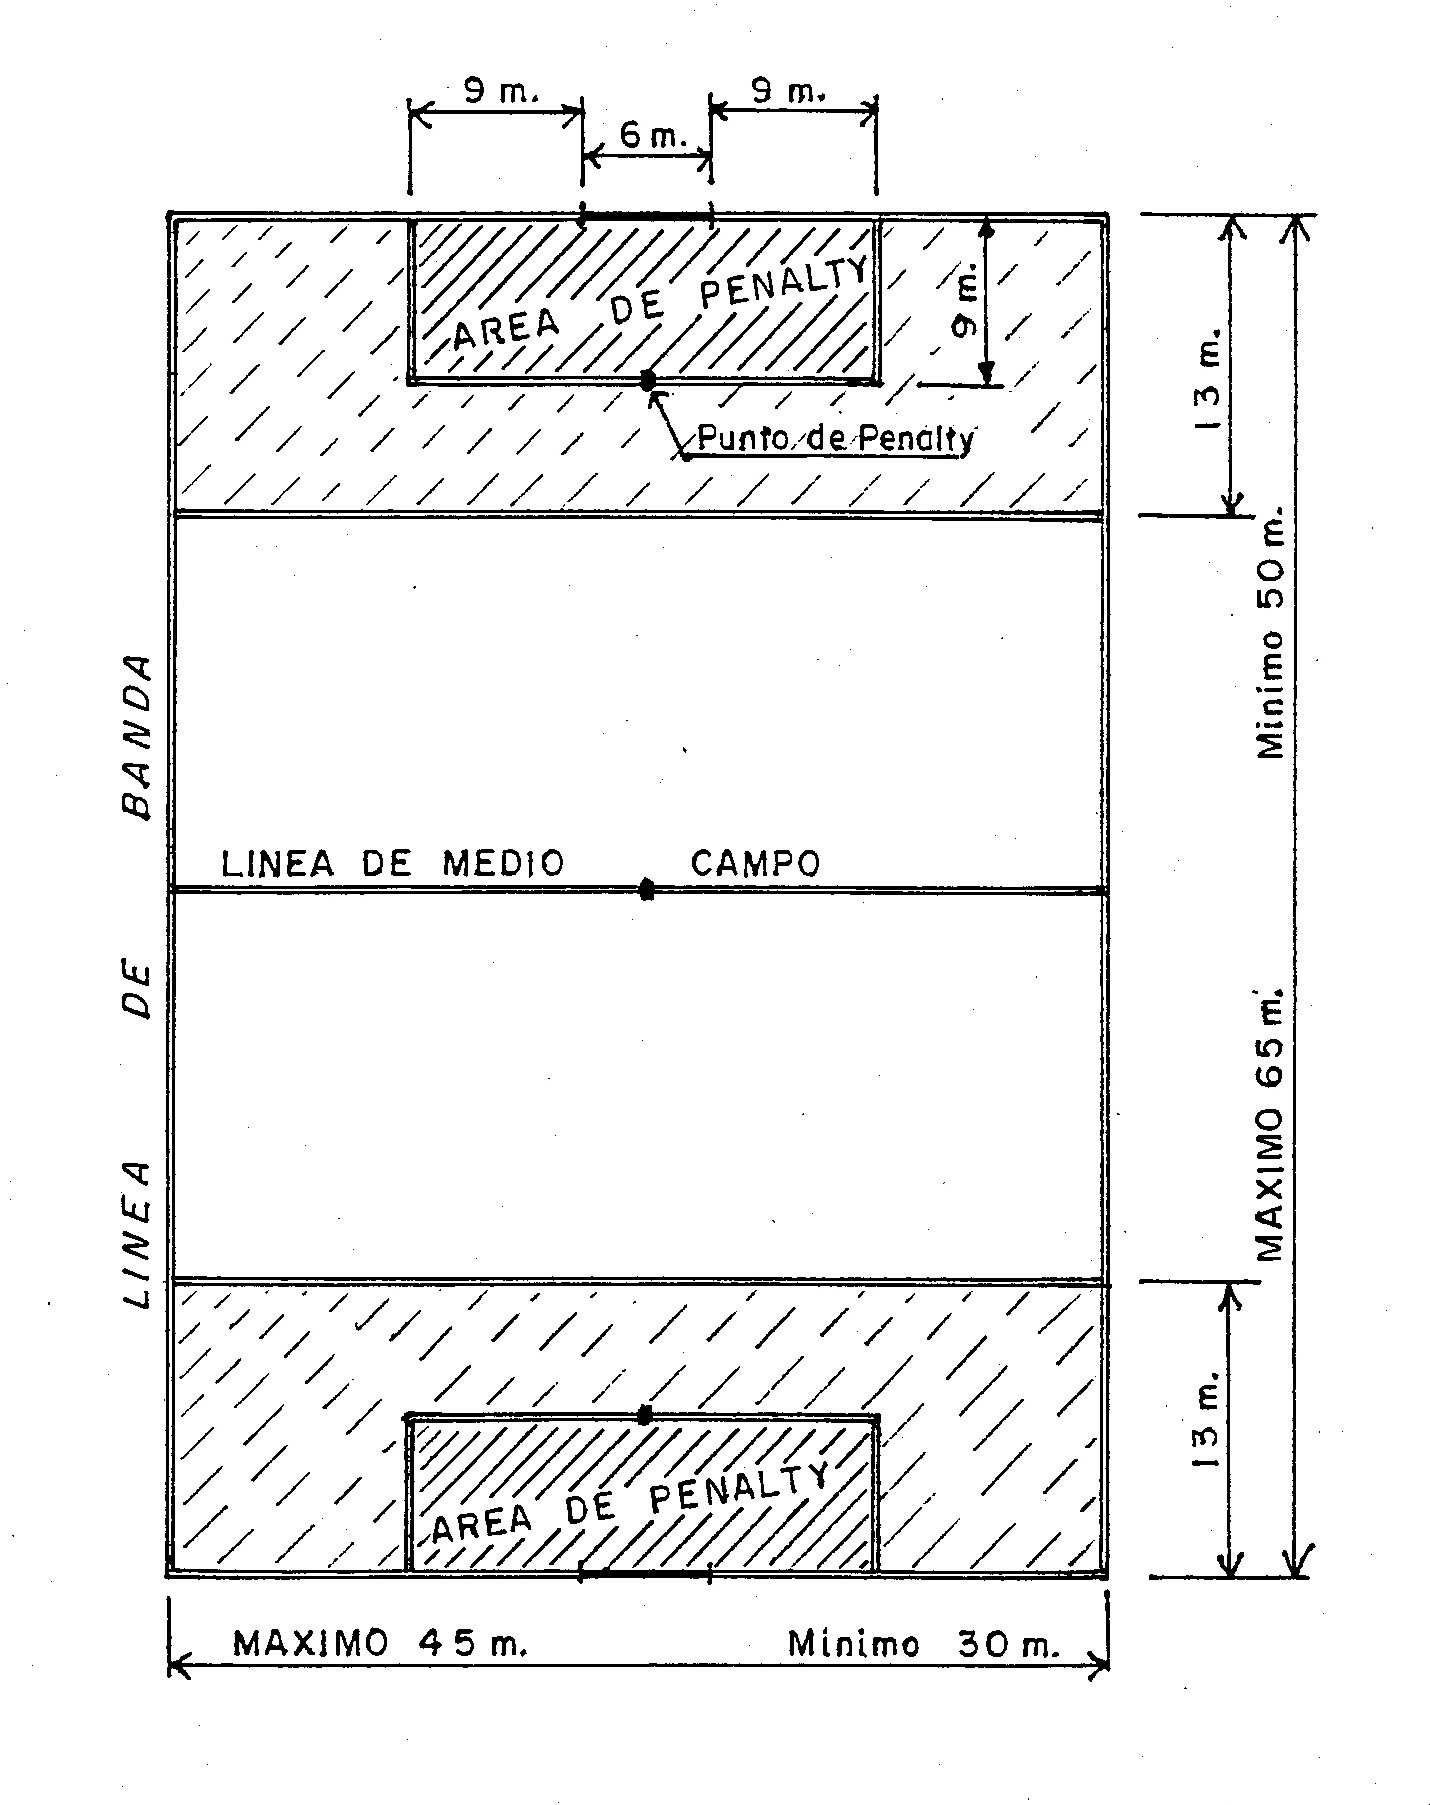 9 m.
9 m.
6 m.
AREA DE PENALTY
9 m.
13 m.
Punto de Penalty
Minimo 50 m.
LINEA DE BANDA
LINEA DE MEDIO CAMPO
MAXIMO 65 m.
13 m.
AREA DE PENALTY
MAXIMO 45 m.
Minimo 30 m.